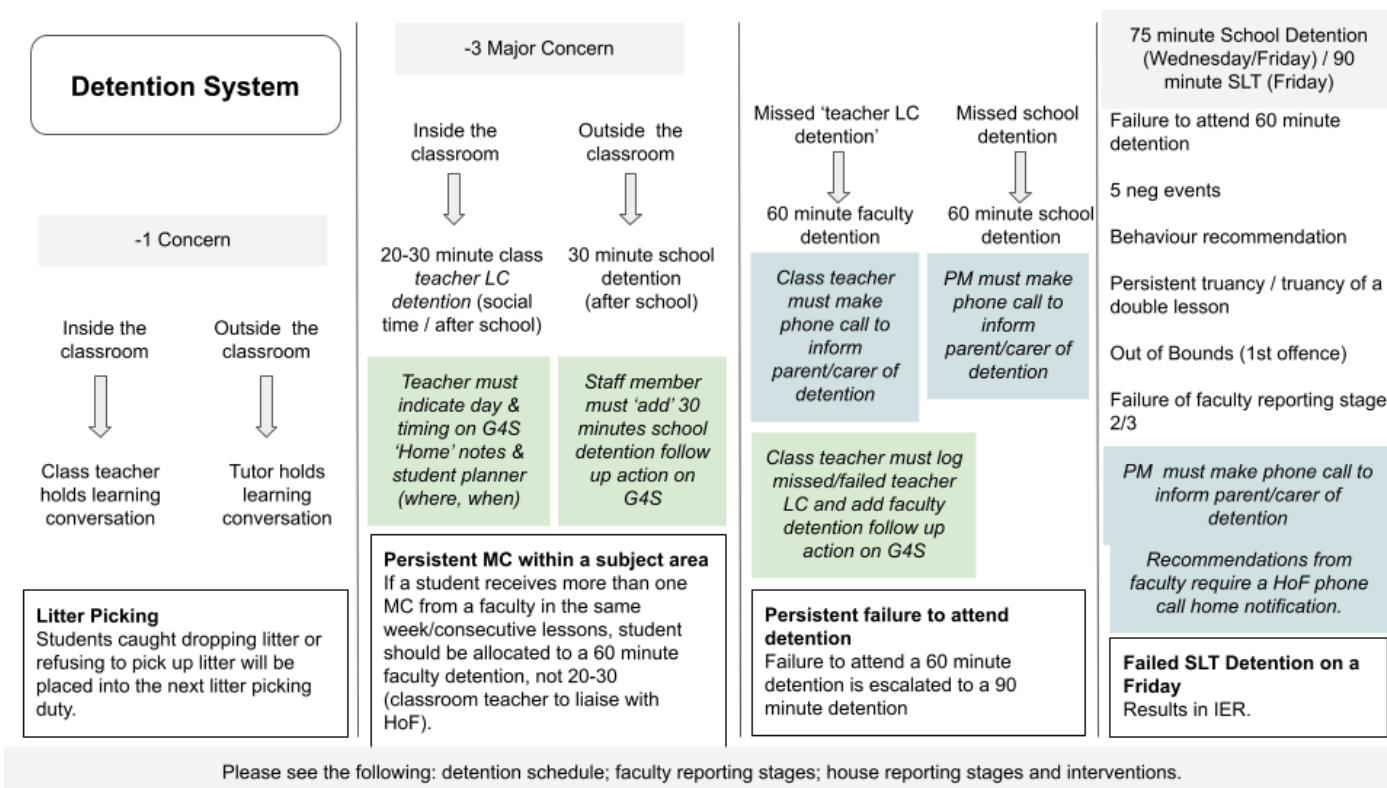 Detention System
-1 Concern
Inside the
classroom
Outside the
classroom
Class teacher
holds learning
conversation
Tutor holds
learning
conversation
Litter Picking
Students caught dropping litter or
refusing to pick up litter will be
placed into the next litter picking
duty.
-3 Major Concern
Inside the
classroom
Outside the
classroom
20-30 minute class
teacher LC
detention (social
time / after school)
30 minute school
detention
(after school)
Teacher must
indicate day &
timing on G4S
‘Home’ notes &
student planner
(where, when)
Staff member
must ‘add’ 30
minutes school
detention follow
up action on
G4S
Persistent MC within a subject area
If a student receives more than one
MC from a faculty in the same
week/consecutive lessons, student
should be allocated to a 60 minute
faculty detention, not 20-30
(classroom teacher to liaise with
HoF).
Missed ‘teacher LC
detention’
Missed school
detention
60 minute faculty
detention
60 minute school
detention
Class teacher
must make
phone call to
inform
parent/carer of
detention
PM must make
phone call to
inform
parent/carer of
detention
Class teacher must log
missed/failed teacher
LC and add faculty
detention follow up
action on G4S
Persistent failure to attend
detention
Failure to attend a 60 minute
detention is escalated to a 90
minute detention
75 minute School Detention
(Wednesday/Friday) / 90
minute SLT (Friday)
Failure to attend 60 minute
detention
5 neg events
Behaviour recommendation
Persistent truancy / truancy of a
double lesson
Out of Bounds (1st offence)
Failure of faculty reporting stage
2/3
PM must make phone call to
inform parent/carer of
detention
Recommendations from
faculty require a HoF phone
call home notification.
Failed SLT Detention on a
Friday
Results in IER.
Please see the following: detention schedule; faculty reporting stages; house reporting stages and interventions.